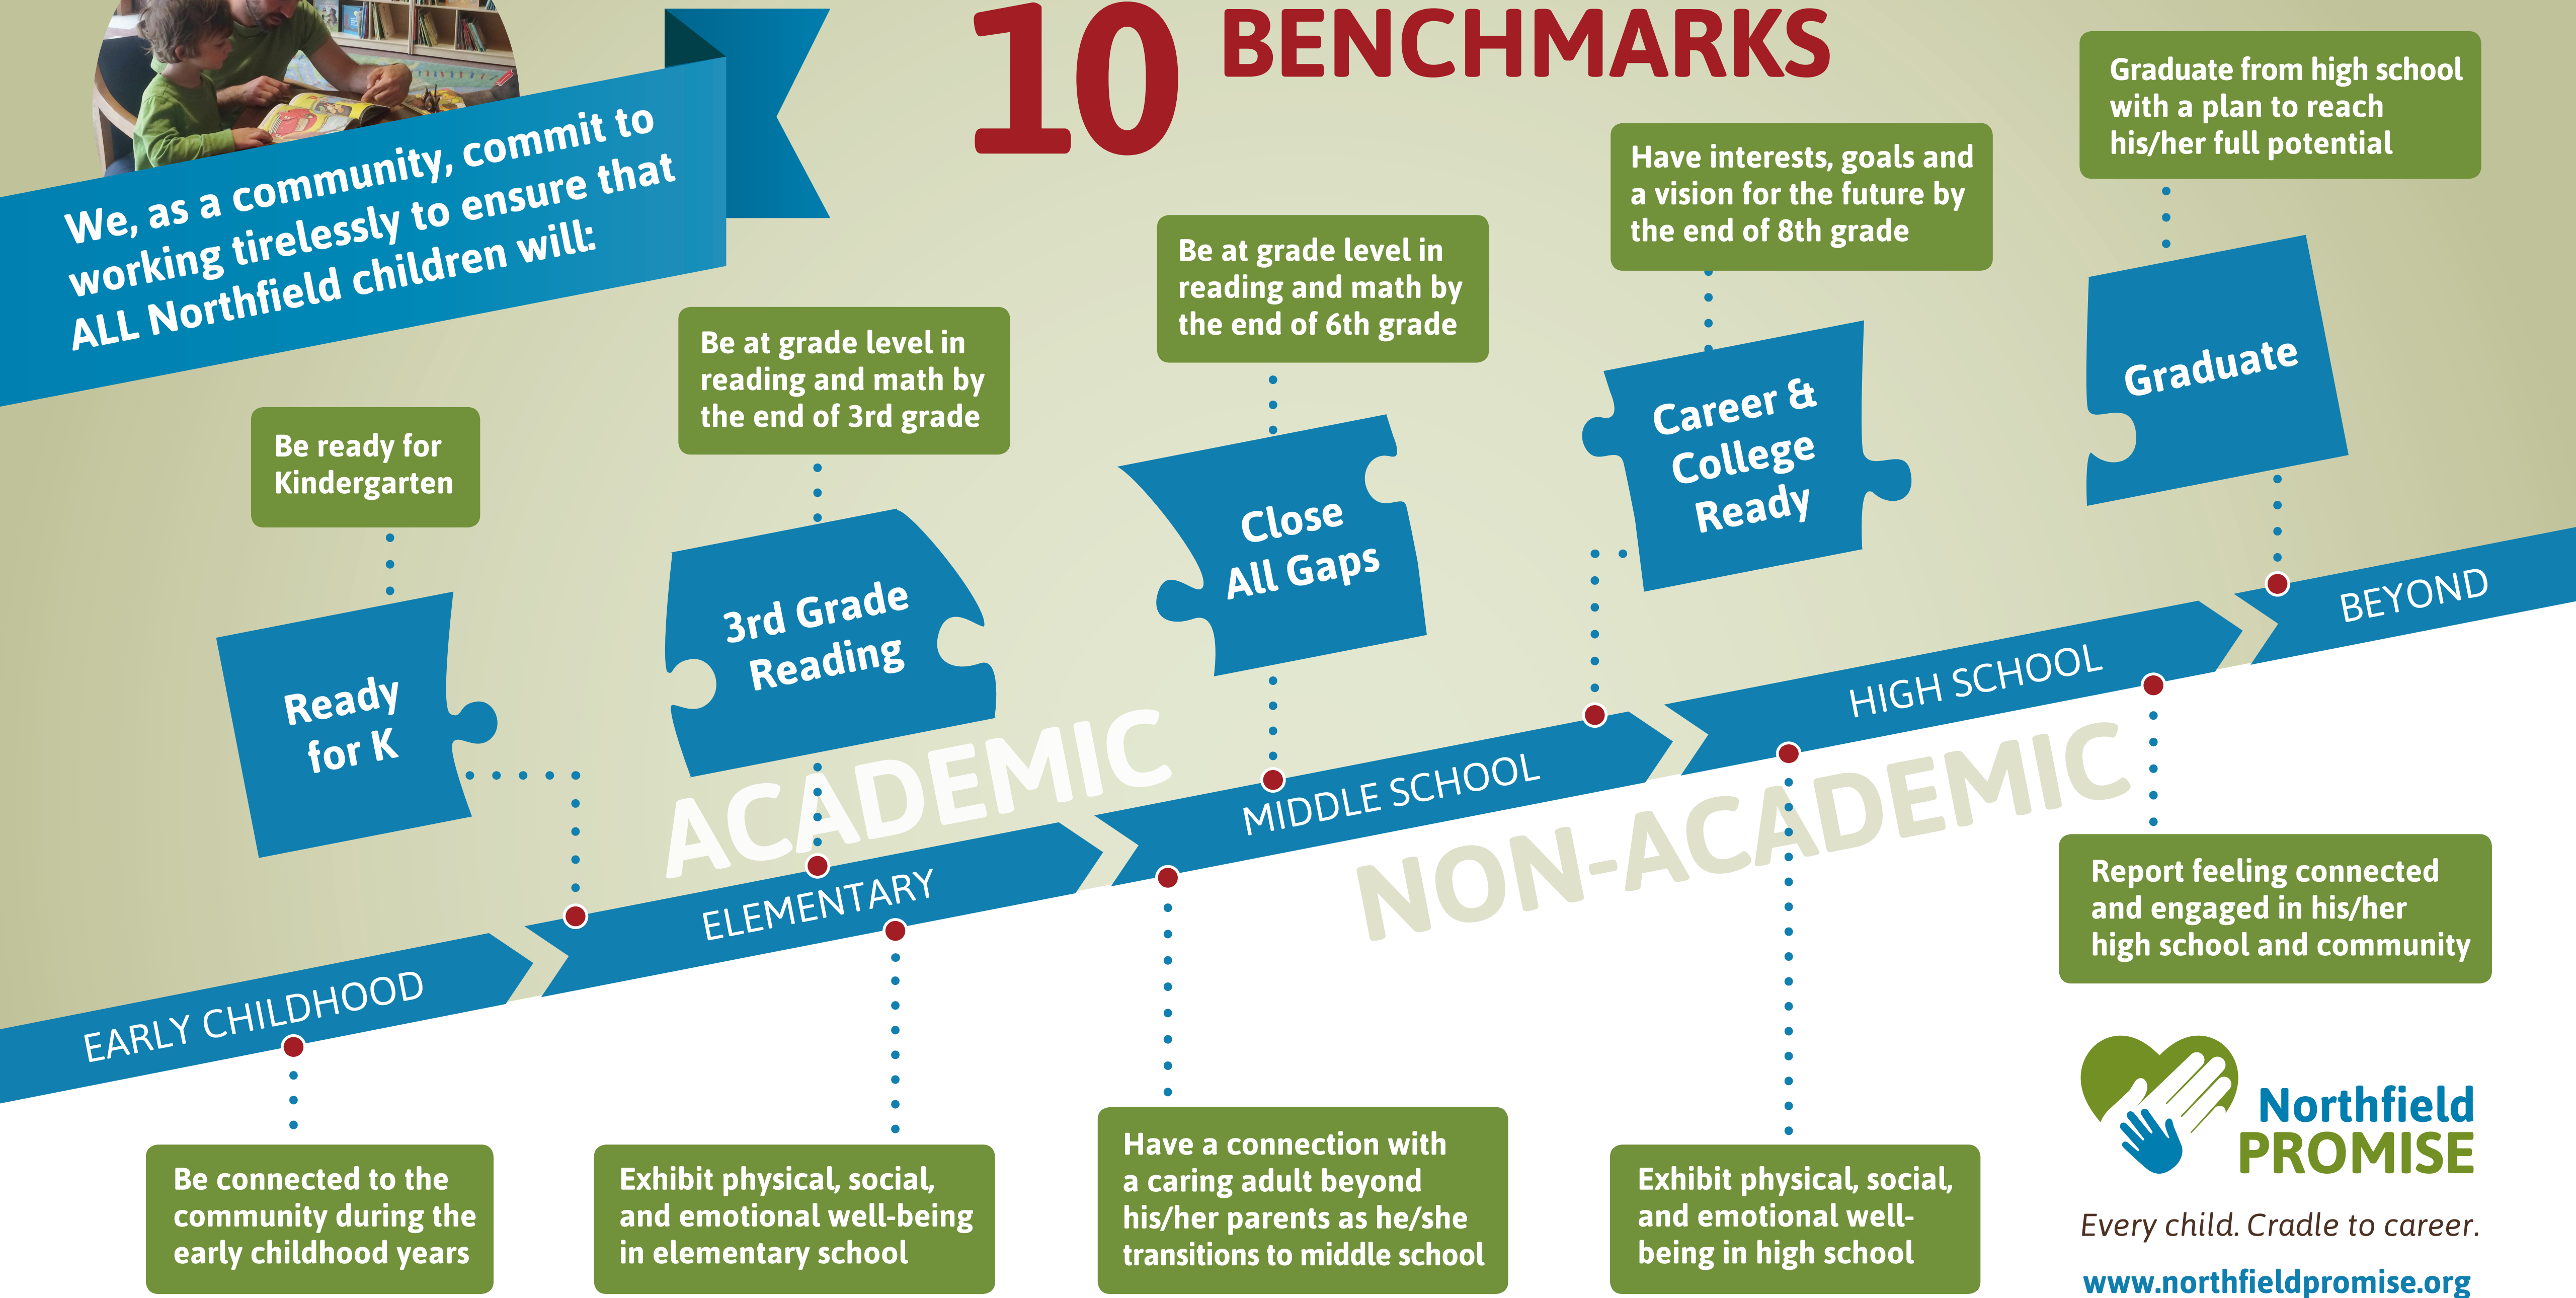 10 BENCHMARKS
We, as a community, commit to
working tirelessly to ensure that
ALL Northfield children will:
Be ready for
Kindergarten
Be at grade level in
reading and math by
the end of 3rd grade
Be at grade level in
reading and math by
the end of 6th grade
Have interests, goals and
a vision for the future by
the end of 8th grade
Graduate from high school
with a plan to reach
his/her full potential
Ready
for K
3rd Grade
Reading
Close
All Gaps
Career &
College
Ready
Graduate
ACADEMIC
EARLY CHILDHOOD
ELEMENTARY
MIDDLE SCHOOL
HIGH SCHOOL
BEYOND
NON-ACADEMIC
Be connected to the
community during the
early childhood years
Exhibit physical, social,
and emotional well-being
in elementary school
Have a connection with
a caring adult beyond
his/her parents as he/she
transitions to middle school
Exhibit physical, social,
and emotional well-
being in high school
Report feeling connected
and engaged in his/her
high school and community
Northfield
PROMISE
Every child. Cradle to career.
www.northfieldpromise.org